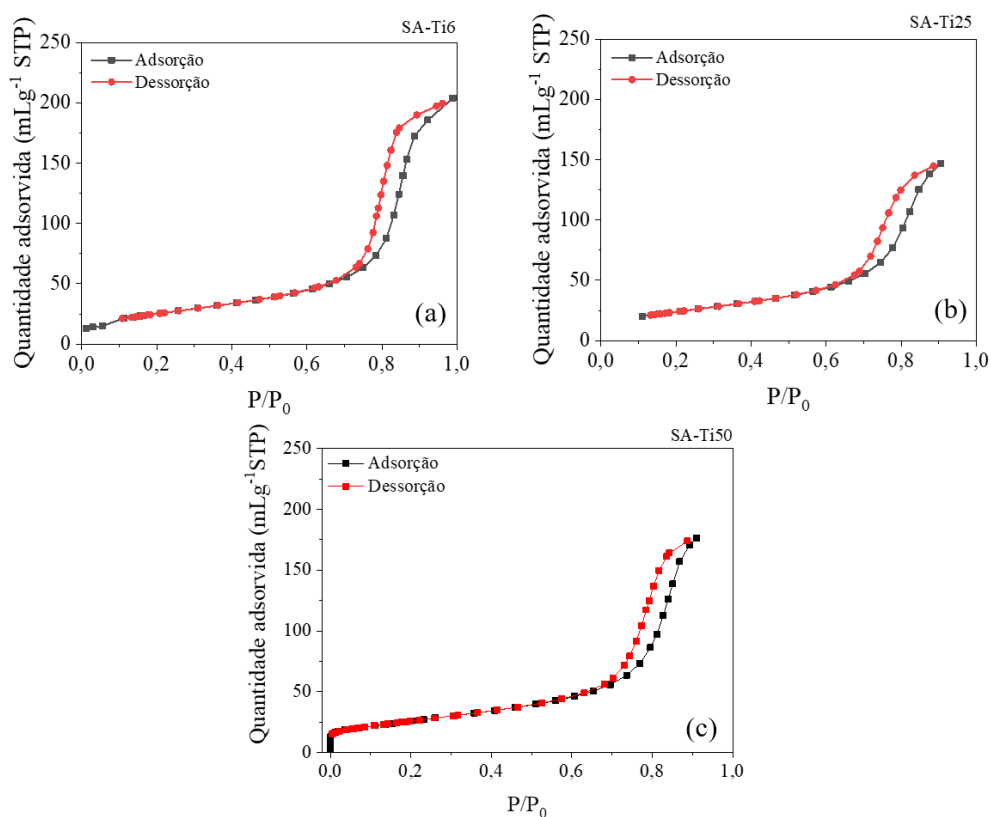 SA-Ti6
250
200
150
100
50
0
Quantidade adsorvida (mLg⁻¹ STP)
Adsorção
Dessorção
(a)
0,0 0,2 0,4 0,6 0,8 1,0
P/P₀
SA-Ti25
250
200
150
100
50
0
Quantidade adsorvida (mLg⁻¹ STP)
Adsorção
Dessorção
(b)
0,0 0,2 0,4 0,6 0,8 1,0
P/P₀
SA-Ti50
250
200
150
100
50
0
Quantidade adsorvida (mLg⁻¹STP)
Adsorção
Dessorção
(c)
0,0 0,2 0,4 0,6 0,8 1,0
P/P₀